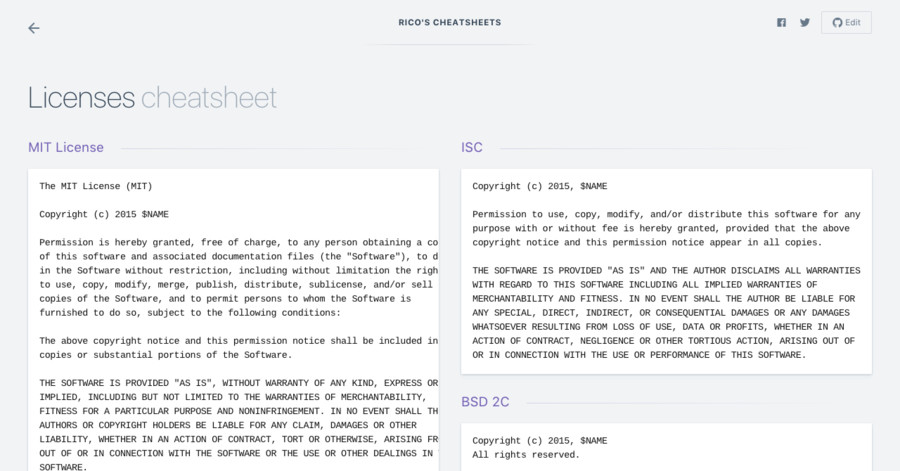 RICO'S CHEATSHEETS
Edit
Licenses cheatsheet
MIT License
The MIT License (MIT)
Copyright (c) 2015 $NAME
Permission is hereby granted, free of charge, to any person obtaining a co
of this software and associated documentation files (the "Software"), to d
in the Software without restriction, including without limitation the righ
to use, copy, modify, merge, publish, distribute, sublicense, and/or sell
copies of the Software, and to permit persons to whom the Software is
furnished to do so, subject to the following conditions:
The above copyright notice and this permission notice shall be included in
copies or substantial portions of the Software.
THE SOFTWARE IS PROVIDED "AS IS", WITHOUT WARRANTY OF ANY KIND, EXPRESS OR
IMPLIED, INCLUDING BUT NOT LIMITED TO THE WARRANTIES OF MERCHANTABILITY,
FITNESS FOR A PARTICULAR PURPOSE AND NONINFRINGEMENT. IN NO EVENT SHALL TH
AUTHORS OR COPYRIGHT HOLDERS BE LIABLE FOR ANY CLAIM, DAMAGES OR OTHER
LIABILITY, WHETHER IN AN ACTION OF CONTRACT, TORT OR OTHERWISE, ARISING FR
OUT OF OR IN CONNECTION WITH THE SOFTWARE OR THE USE OR OTHER DEALINGS IN
SOFTWARE.
ISC
Copyright (c) 2015, $NAME
Permission to use, copy, modify, and/or distribute this software for any
purpose with or without fee is hereby granted, provided that the above
copyright notice and this permission notice appear in all copies.
THE SOFTWARE IS PROVIDED "AS IS" AND THE AUTHOR DISCLAIMS ALL WARRANTIES
WITH REGARD TO THIS SOFTWARE INCLUDING ALL IMPLIED WARRANTIES OF
MERCHANTABILITY AND FITNESS. IN NO EVENT SHALL THE AUTHOR BE LIABLE FOR
ANY SPECIAL, DIRECT, INDIRECT, OR CONSEQUENTIAL DAMAGES OR ANY DAMAGES
WHATSOEVER RESULTING FROM LOSS OF USE, DATA OR PROFITS, WHETHER IN AN
ACTION OF CONTRACT, NEGLIGENCE OR OTHER TORTIOUS ACTION, ARISING OUT OF
OR IN CONNECTION WITH THE USE OR PERFORMANCE OF THIS SOFTWARE.
BSD 2C
Copyright (c) 2015, $NAME
All rights reserved.